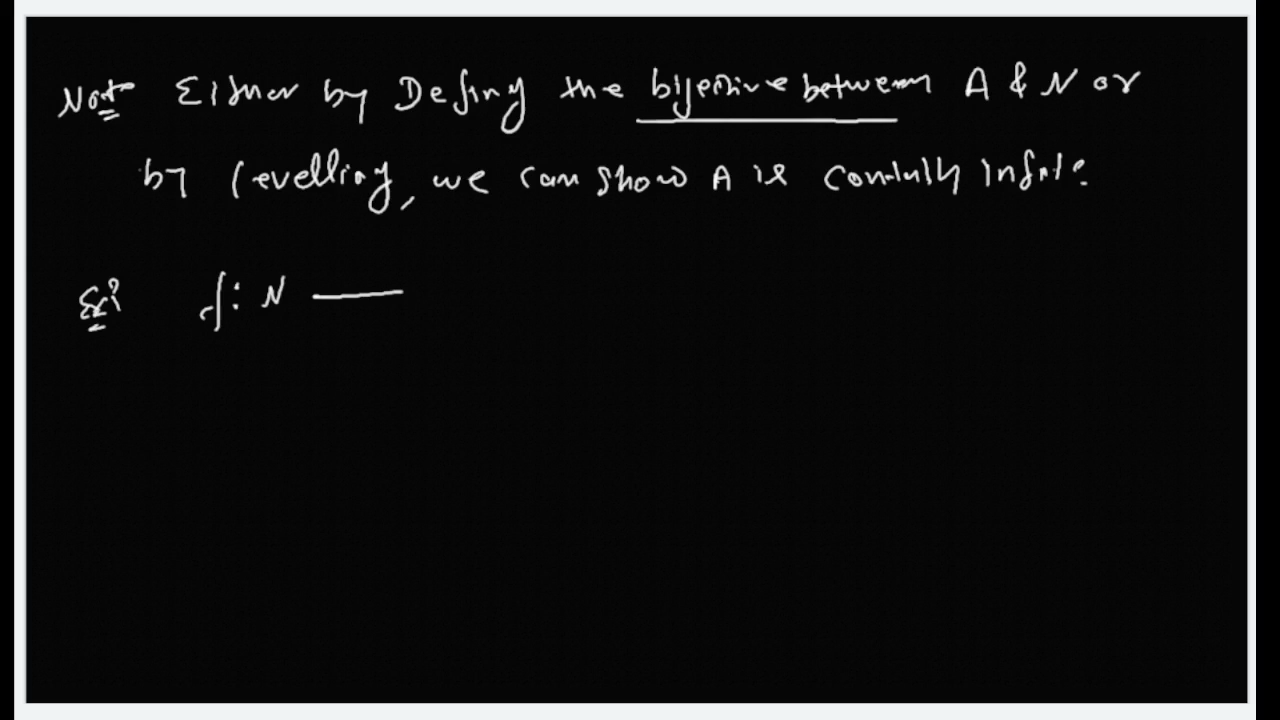 Note Either by Defing the bijective between A & N or
by levelling, we can show A is countably infinite
Ex: f: N —